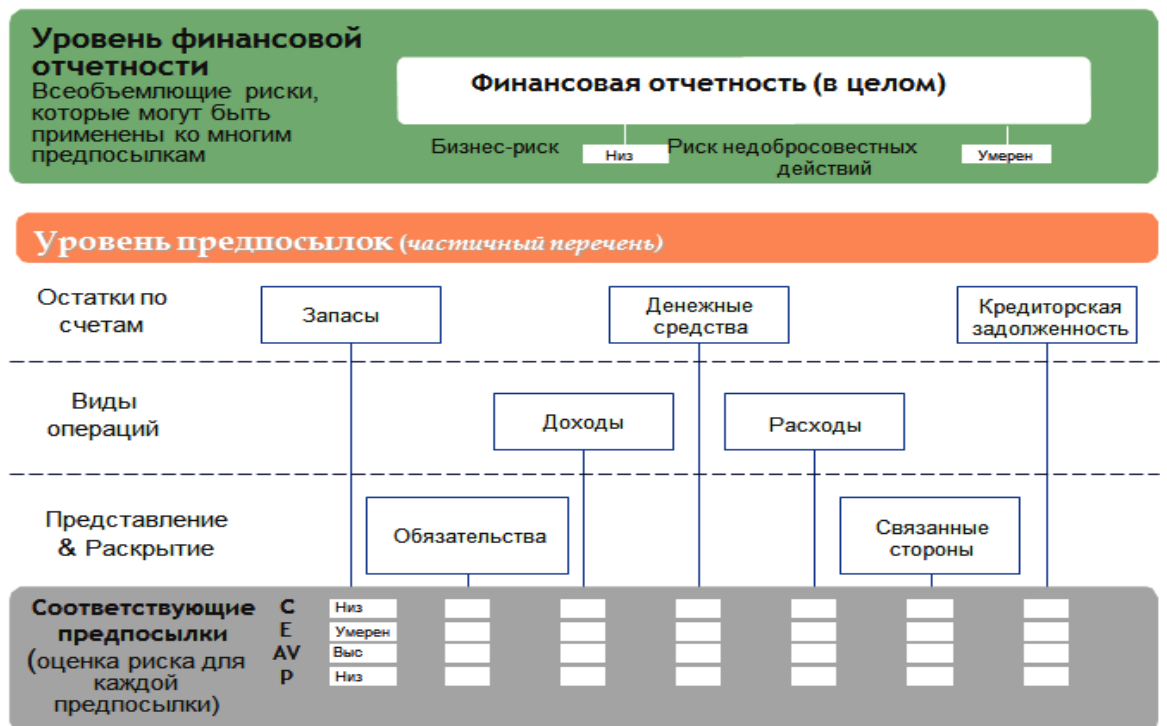 Уровень финансовой
отчетности
Всеобъемлющие риски,
которые могут быть
применены ко многим
предпосылкам
Финансовая отчетность (в целом)
Бизнес-риск
Низ
Риск недобросовестных
действий
Умерен
Уровень предпосылок (частичный перечень)
Остатки по
счетам
Запасы
Денежные
средства
Кредиторская
задолженность
Виды
операций
Доходы
Расходы
Представление
& Раскрытие
Обязательства
Связанные
стороны
Соответствующие
предпосылки
(оценка риска для
каждой
предпосылки)
C
Низ
E
Умерен
AV
Выс
P
Низ